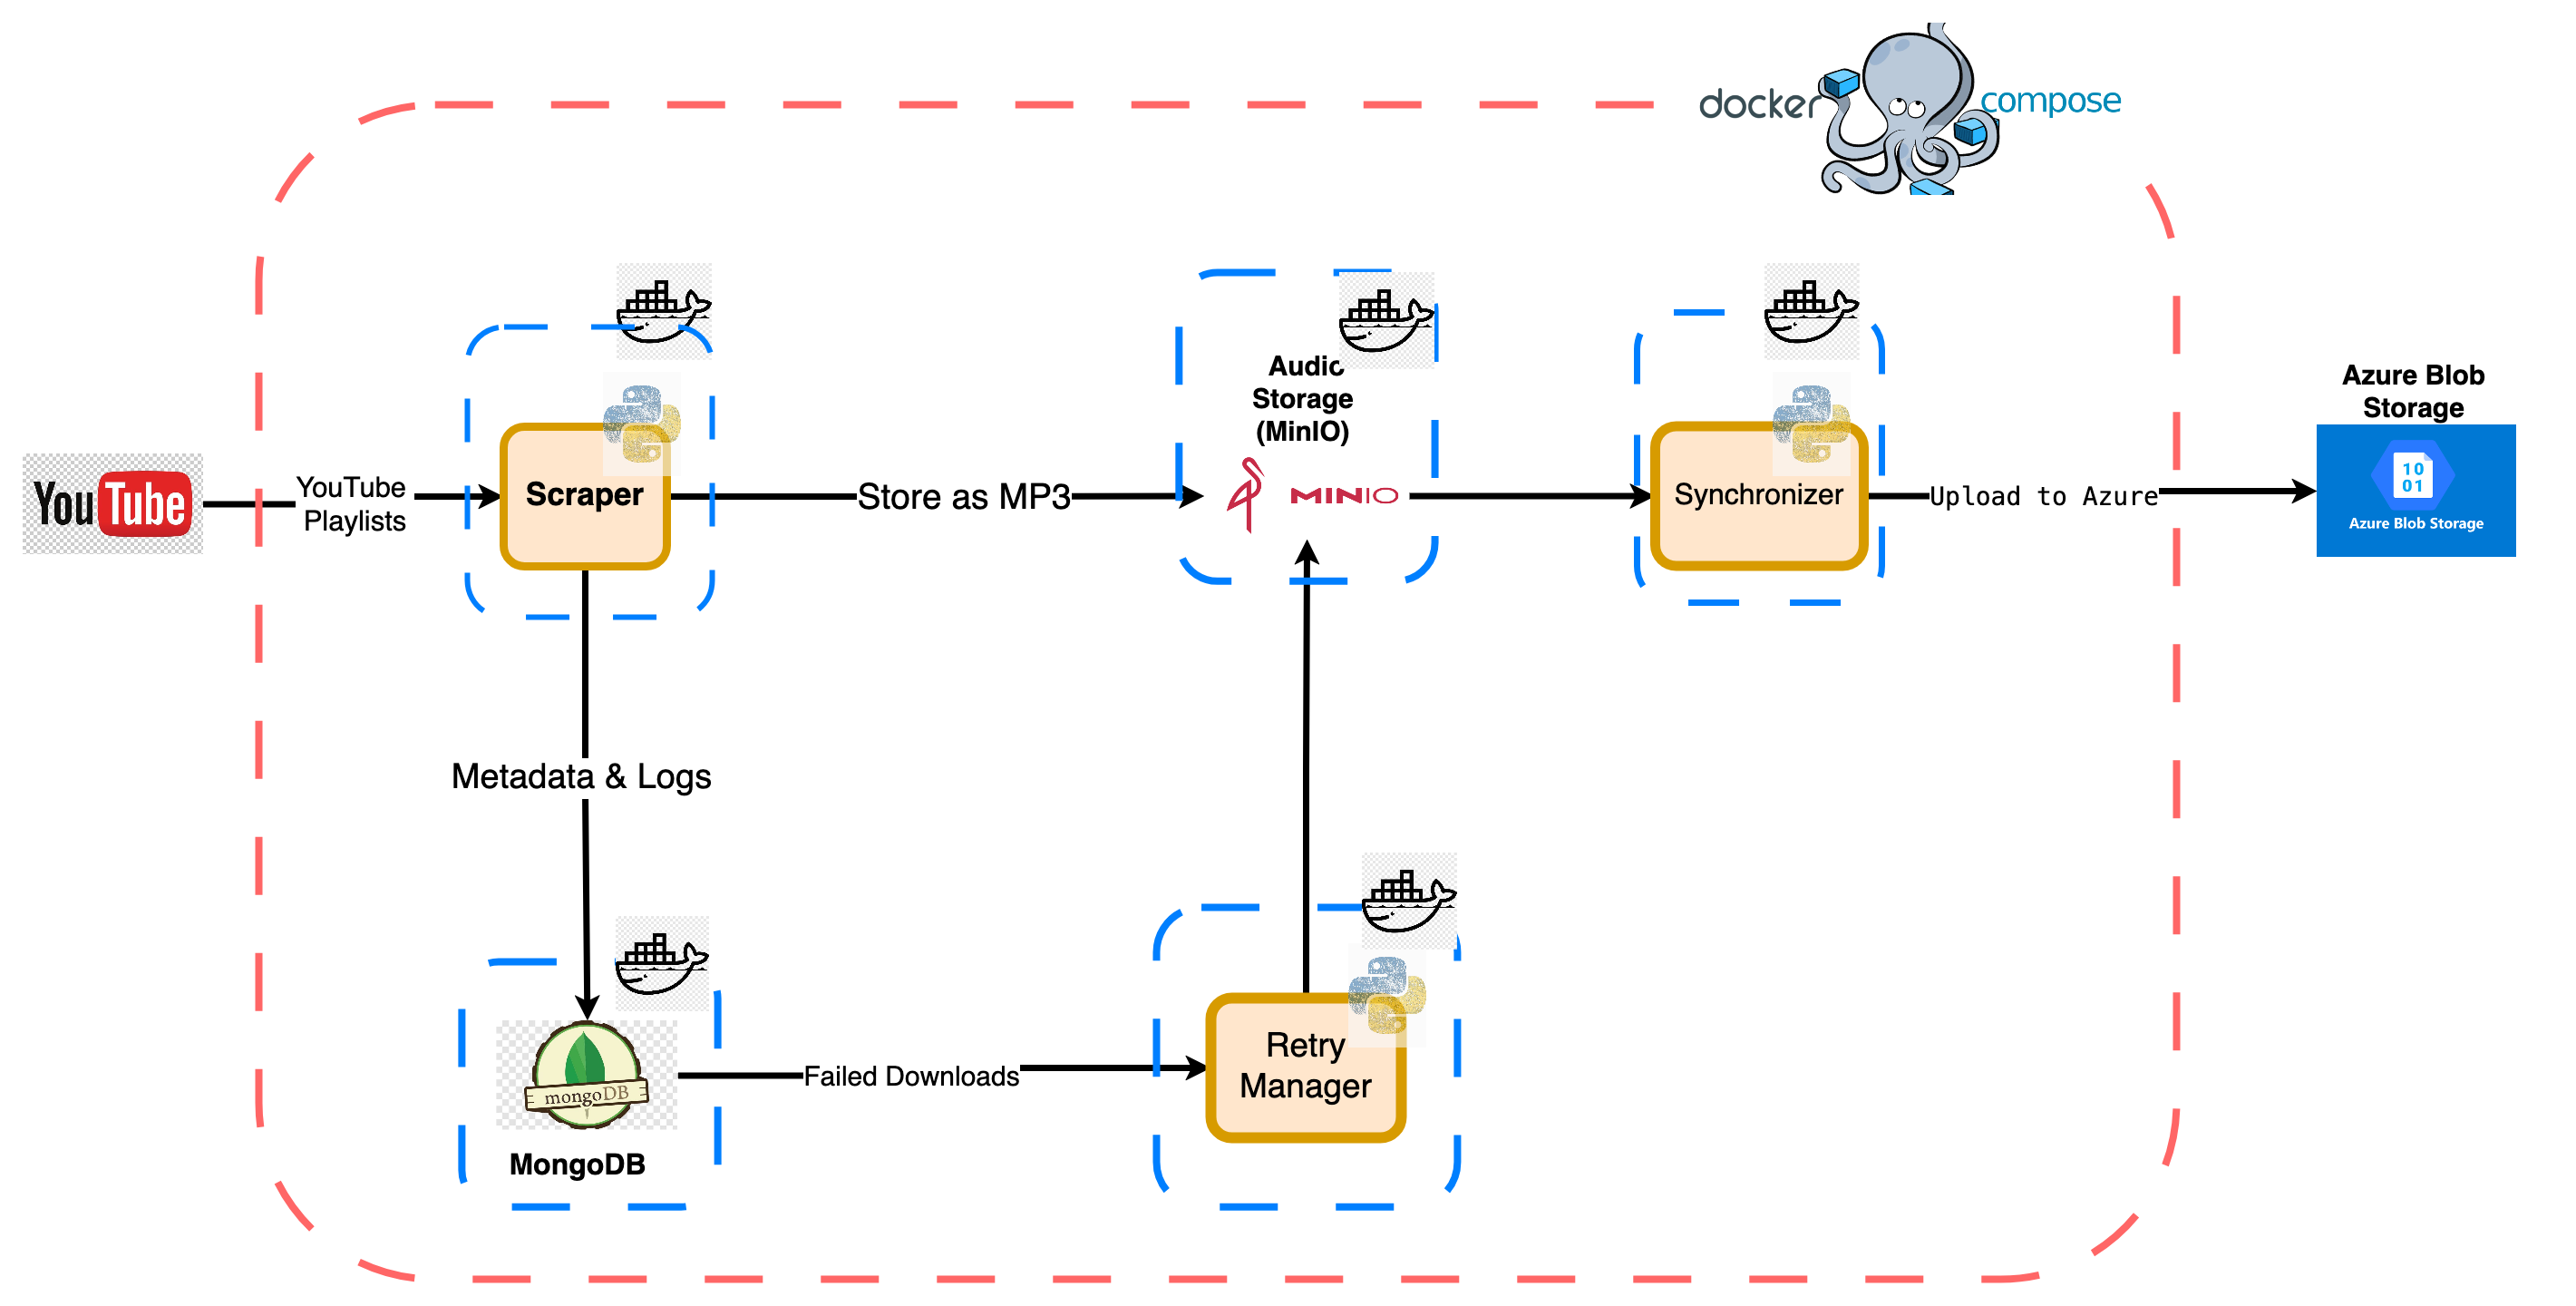 docker compose
Audio
Storage
(MinIO)
Azure Blob
Storage
YouTube
YouTube
Playlists
Scraper
Store as MP3
MINIO
Synchronizer
Upload to Azure
10
01
Azure Blob Storage
Metadata & Logs
mongoDB
MongoDB
Failed Downloads
Retry
Manager